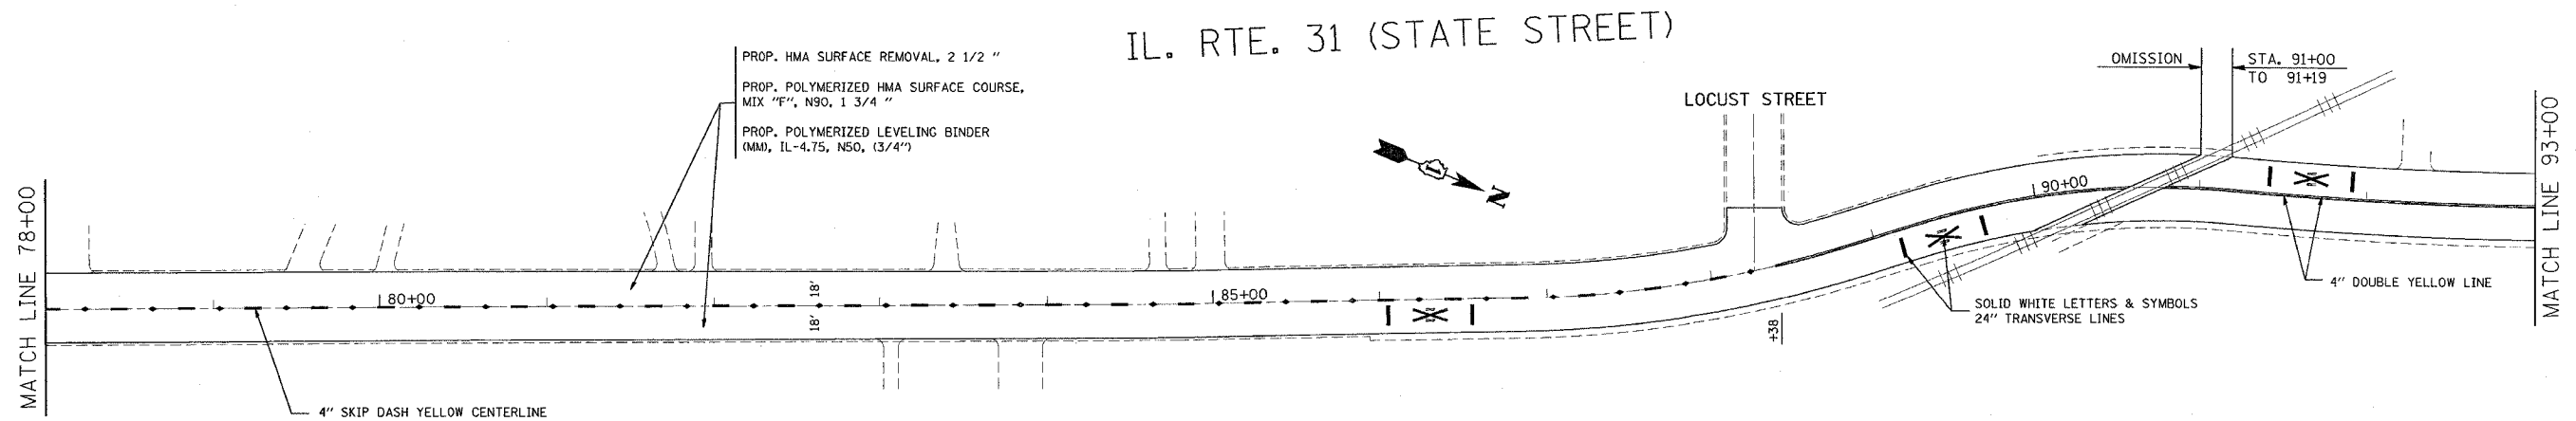 IL. RTE. 31 (STATE STREET)
PROP. HMA SURFACE REMOVAL, 2 1/2 "
PROP. POLYMERIZED HMA SURFACE COURSE,
MIX "F", N90, 1 3/4 "
PROP. POLYMERIZED LEVELING BINDER
(MM), IL-4.75, N50, (3/4")
OMISSION
STA. 91+00
TO 91+19
LOCUST STREET
N
MATCH LINE 78+00
MATCH LINE 93+00
80+00
18'
18'
85+00
90+00
+38
4" SKIP DASH YELLOW CENTERLINE
SOLID WHITE LETTERS & SYMBOLS
24" TRANSVERSE LINES
4" DOUBLE YELLOW LINE